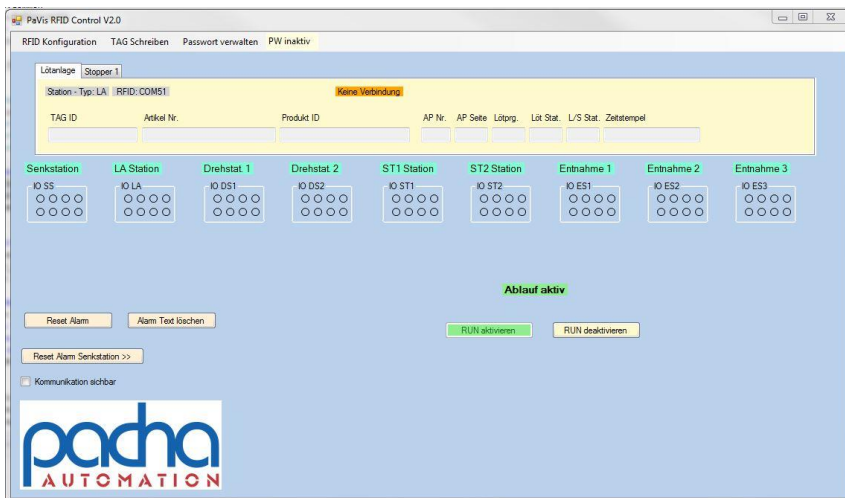 PaVis RFID Control V2.0
RFID Konfiguration TAG Schreiben Passwort verwalten PW inaktiv
Lötanlage Stopper 1
Station - Typ: LA RFID: COM51 Keine Verbindung
TAG ID Artikel Nr. Produkt ID AP Nr. AP Seite Lötprg. Löt Stat. L/S Stat. Zeitstempel
Senkstation LA Station Drehstat. 1 Drehstat. 2 ST1 Station ST2 Station Entnahme 1 Entnahme 2 Entnahme 3
IO SS IO LA IO DS1 IO DS2 IO ST1 IO ST2 IO ES1 IO ES2 IO ES3
Ablauf aktiv
Reset Alarm Alarm Text löschen RUN aktivieren RUN deaktivieren
Reset Alarm Senkstation >>
Kommunikation sichbar
pacha
AUTOMATION